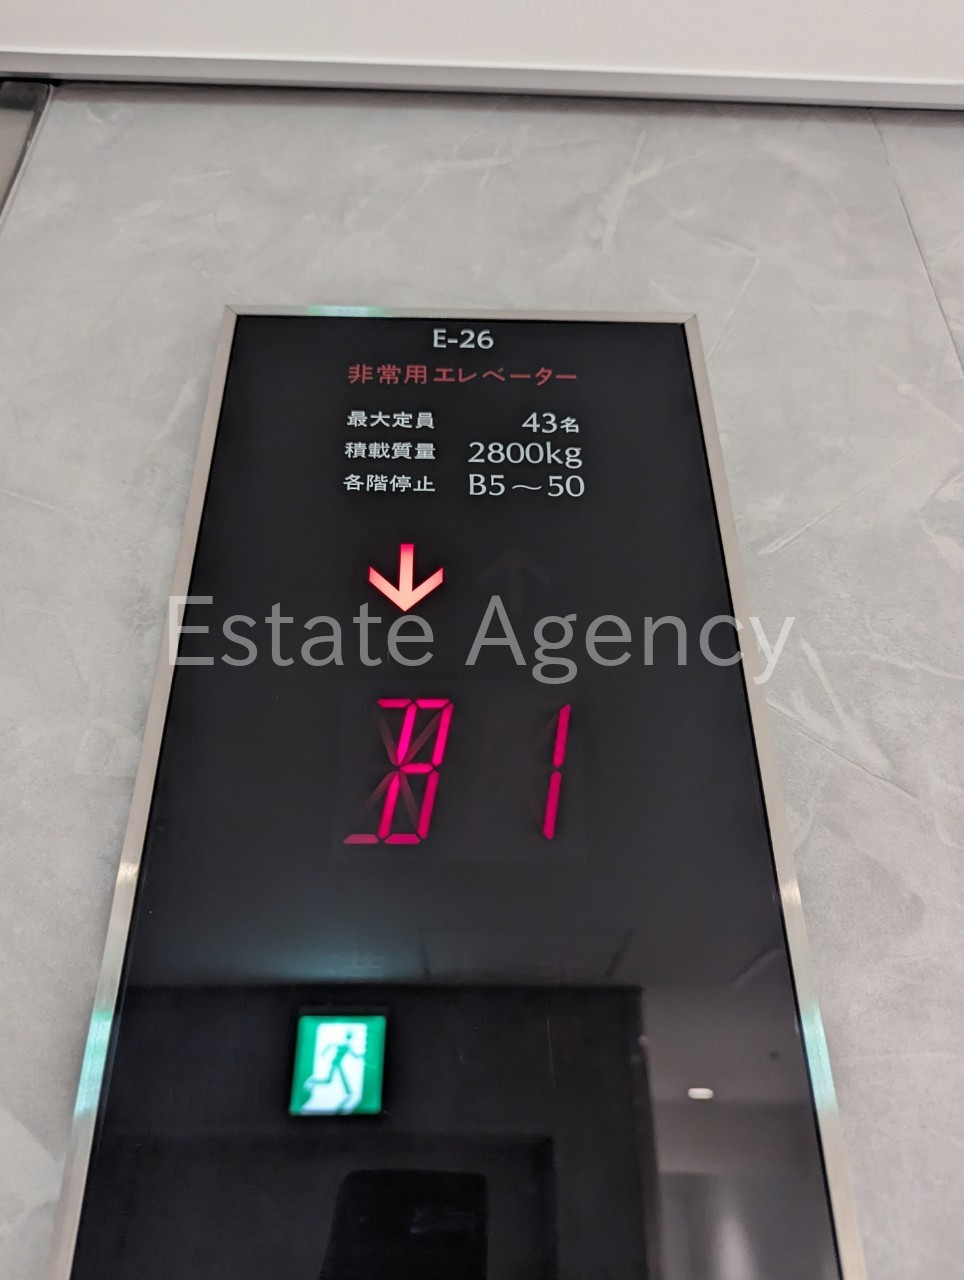 E-26
非常用エレベーター
最大定員 43名
積載質量 2800kg
各階停止 B5～50
Estate Agency
B1